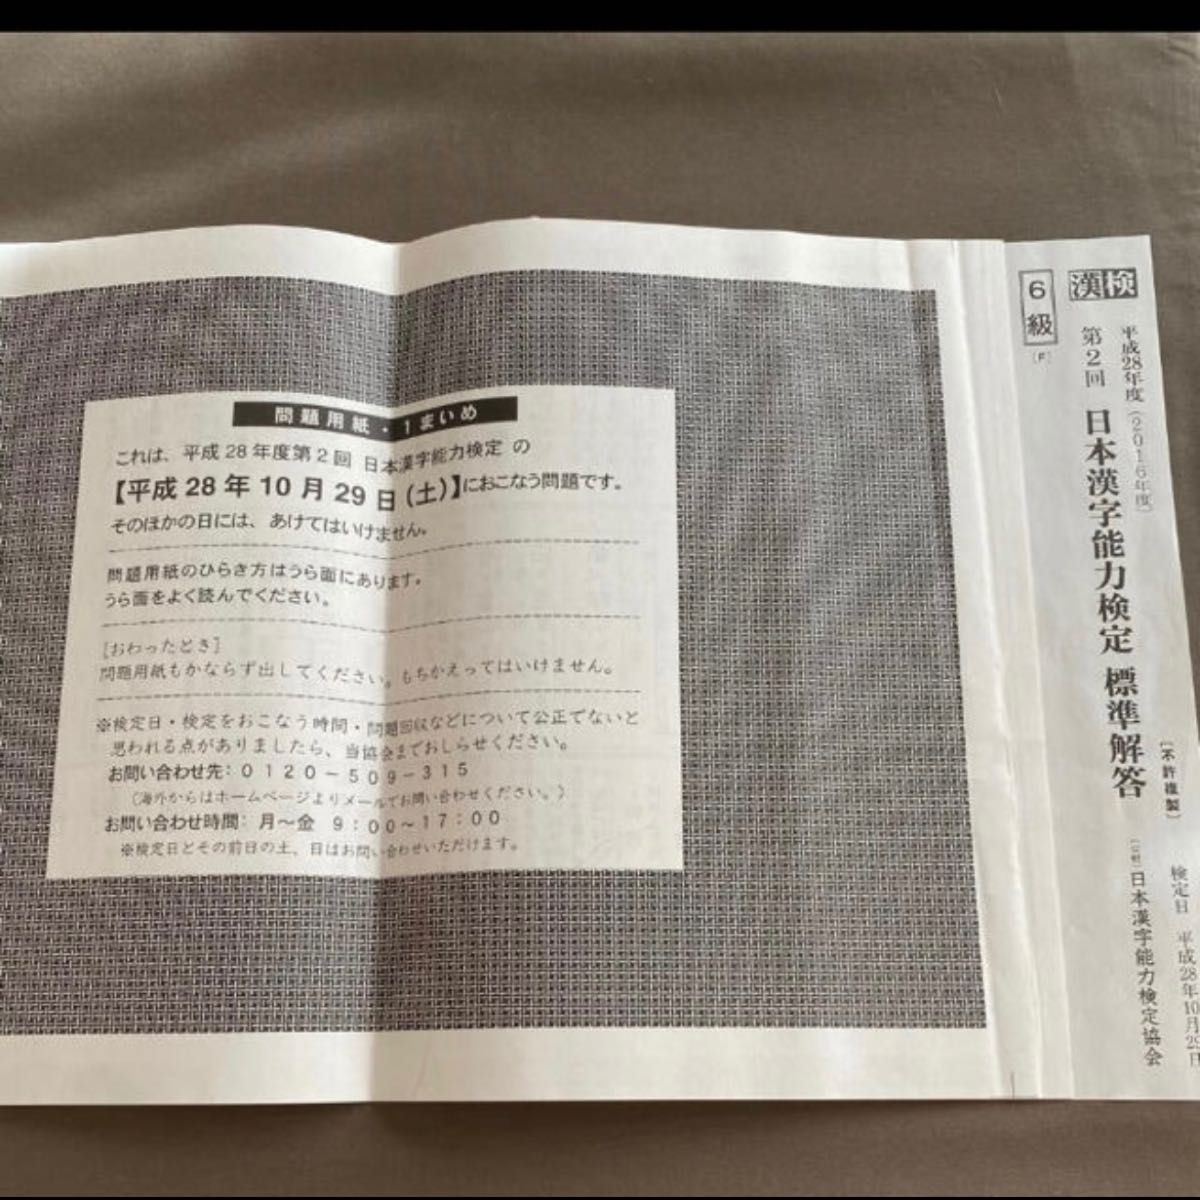 漢検
平成28年度(2016年度)
第2回 日本漢字能力検定 標準解答
[不許複製]
6級
[F]
検定日 平成28年10月29日
日本漢字能力検定協会
問題用紙・1まいめ
これは、平成28年度第2回 日本漢字能力検定 の
【平成28年10月29日(土)】におこなう問題です。
そのほかの日には、あけてはいけません。
問題用紙のひらき方はうら面にあります。
うら面をよく読んでください。
[おわったとき]
問題用紙もかならず出してください。もちかえってはいけません。
※検定日・検定をおこなう時間・問題回収などについて公正でないと
思われる点がありましたら、当協会までおしらせください。
お問い合わせ先:0120-509-315
(海外からはホームページよりメールでお問い合わせください。)
お問い合わせ時間:月〜金 9:00〜17:00
※検定日とその前日の土、日はお問い合わせいただけます。